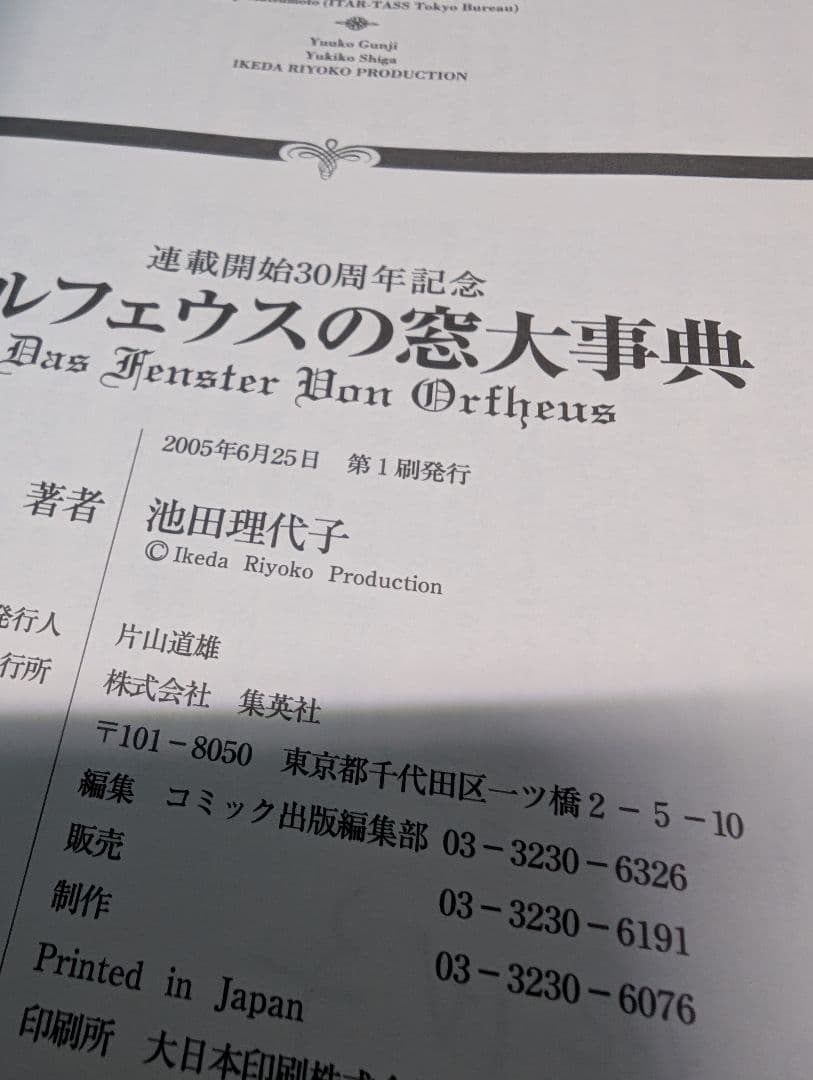 (ITAR-TASS Tokyo Bureau)
Yuuko Gunji
Yukiko Shiga
IKEDA RIYOKO PRODUCTION
連載開始30周年記念
ルフェウスの窓大事典
Das Fenster Von Orfheus
2005年6月25日 第1刷発行
著者 池田理代子
©Ikeda Riyoko Production
発行人 片山道雄
行所 株式会社 集英社
〒101-8050 東京都千代田区一ツ橋2-5-10
編集 コミック出版編集部 03-3230-6326
販売 03-3230-6191
制作 03-3230-6076
Printed in Japan
印刷所 大日本印刷株式